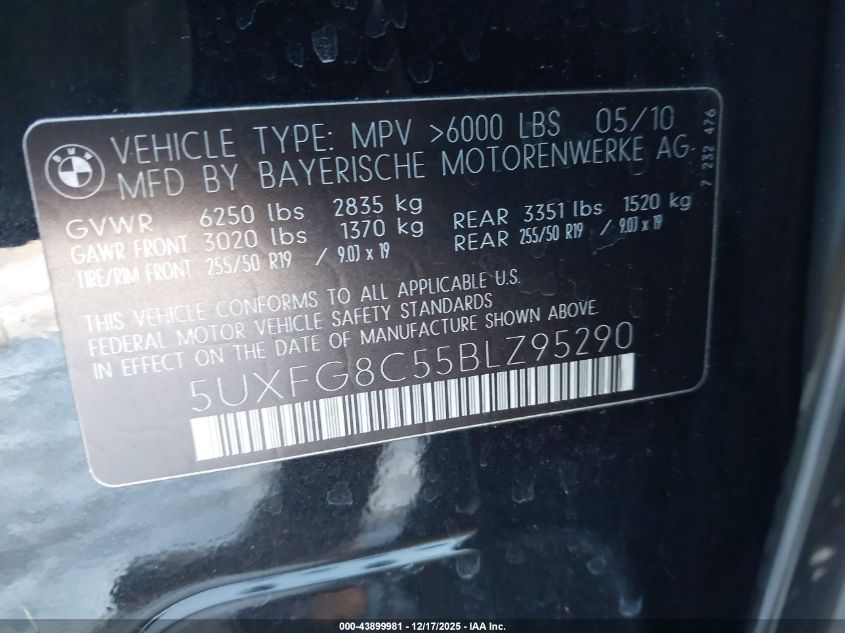 BMW
VEHICLE TYPE: MPV >6000 LBS 05/10
MFD BY BAYERISCHE MOTORENWERKE AG.
7 232 476
GVWR 6250 lbs 2835 kg
GAWR FRONT 3020 lbs 1370 kg REAR 3351 lbs 1520 kg
TIRE/RIM FRONT 255/50 R19 / 9.0J x 19 REAR 255/50 R19 / 9.0J x 19
THIS VEHICLE CONFORMS TO ALL APPLICABLE U.S.
FEDERAL MOTOR VEHICLE SAFETY STANDARDS
IN EFFECT ON THE DATE OF MANUFACTURE SHOWN ABOVE.
5UXFG8C55BLZ95290
000-43899981 - 12/17/2025 - IAA Inc.